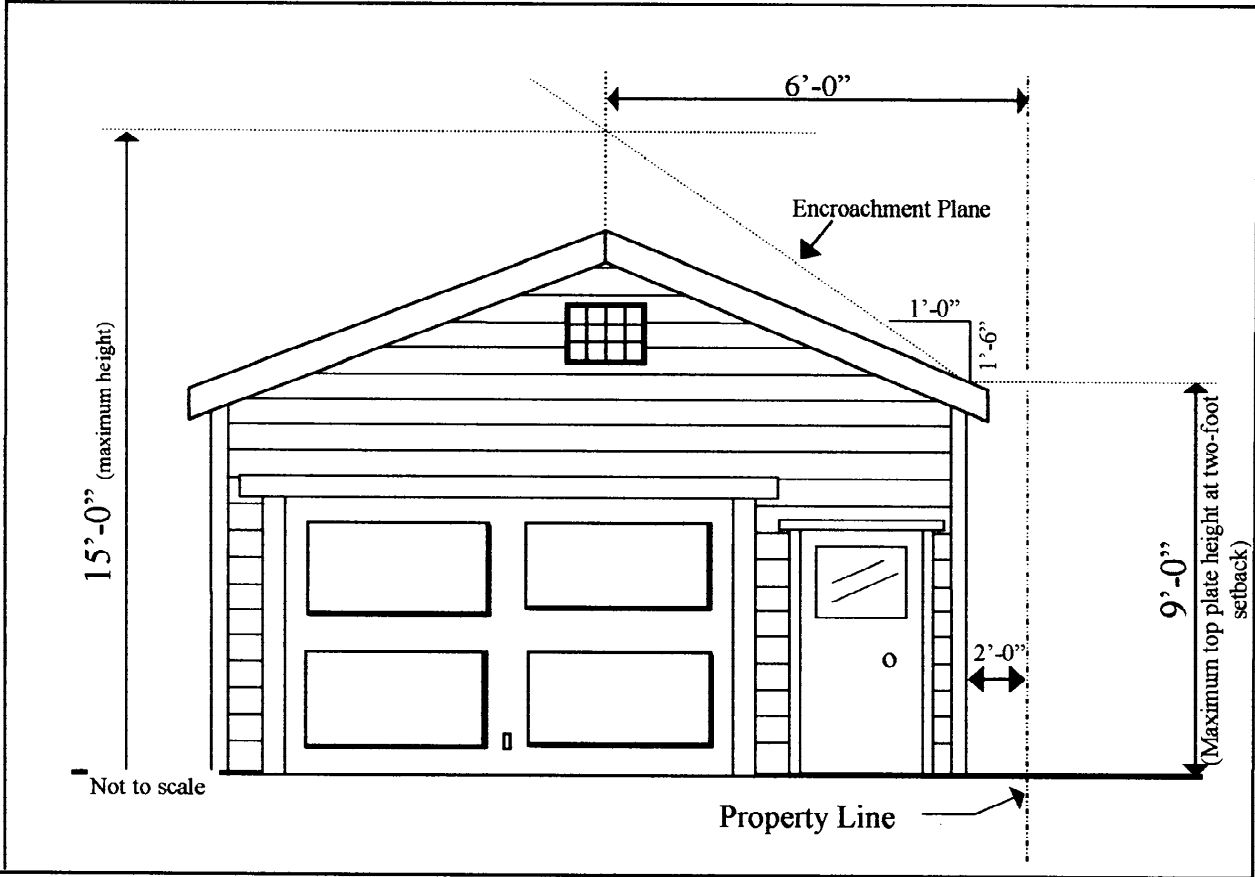 6’-0”
Encroachment Plane
1’-0”
1’-6”
15’-0” (maximum height)
9’-0”
(Maximum top plate height at two-foot
setback)
2’-0”
Not to scale
Property Line